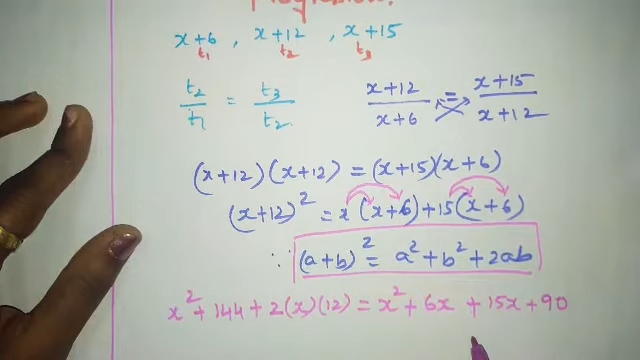 Progression.
x+6 , x+12 , x+15
t₁ t₂ t₃
t₂/t₁ = t₃/t₂ (x+12)/(x+6) = (x+15)/(x+12)
(x+12)(x+12) = (x+15)(x+6)
(x+12)² = x(x+6)+15(x+6)
∵ (a+b)² = a²+b²+2ab
x²+144+2(x)(12) = x²+6x+15x+90